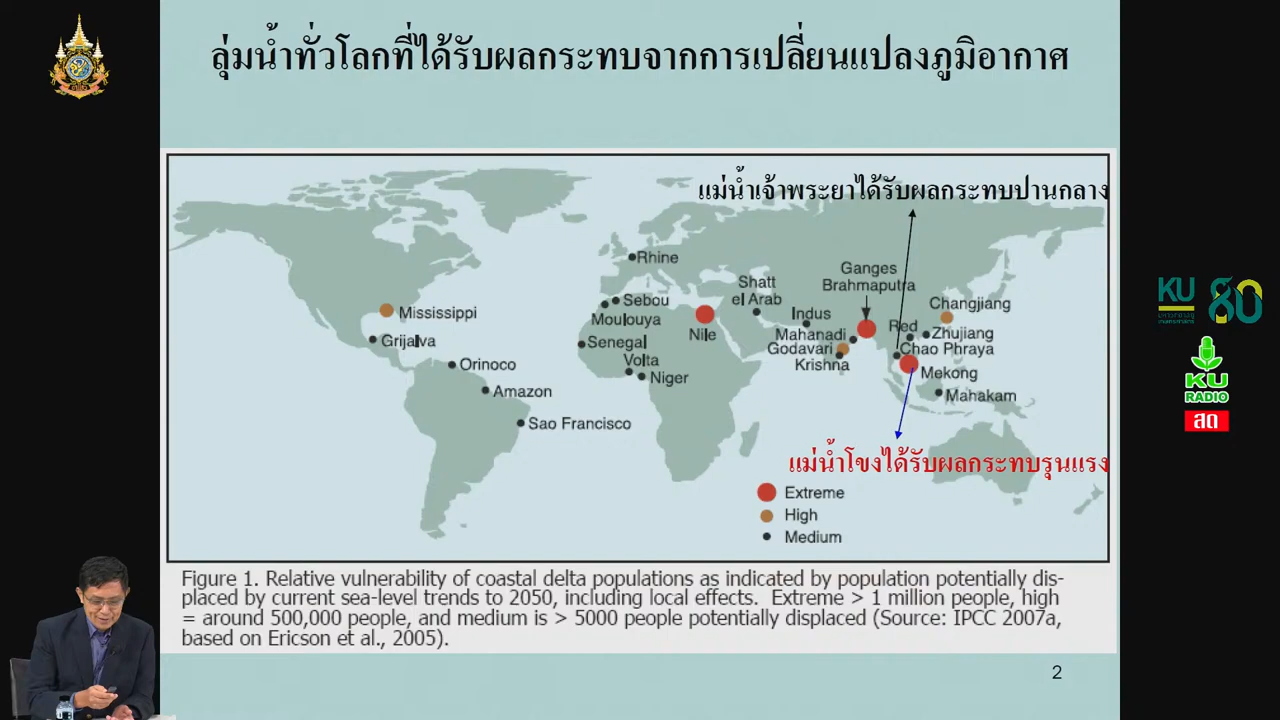 ลุ่มน้ำทั่วโลกที่ได้รับผลกระทบจากการเปลี่ยนแปลงภูมิอากาศ
แม่น้ำเจ้าพระยาได้รับผลกระทบปานกลาง
Rhine
Ganges
Brahmaputra
Shatt
el Arab
Sebou
Moulouya
Mississippi
Grijalva
Nile
Indus
Mahanadi
Godavari
Krishna
Changjiang
Red
Zhujiang
Chao Phraya
Mekong
Mahakam
Senegal
Volta
Niger
Orinoco
Amazon
Sao Francisco
แม่น้ำโขงได้รับผลกระทบรุนแรง
Extreme
High
Medium
Figure 1. Relative vulnerability of coastal delta populations as indicated by population potentially dis-
placed by current sea-level trends to 2050, including local effects. Extreme > 1 million people, high
= around 500,000 people, and medium is > 5000 people potentially displaced (Source: IPCC 2007a,
based on Ericson et al., 2005).
2
KU
80
KU
RADIO
สด